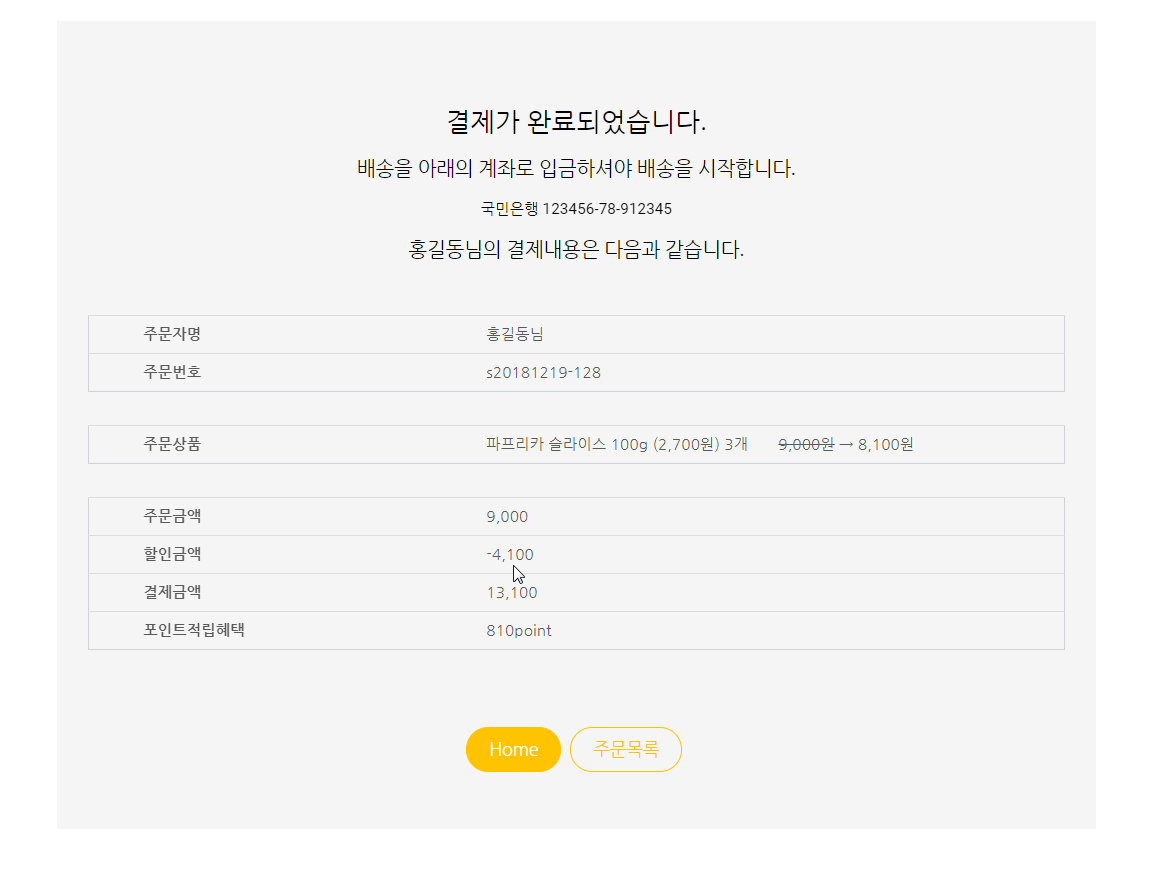 결제가 완료되었습니다.
배송을 아래의 계좌로 입금하셔야 배송을 시작합니다.
국민은행 123456-78-912345
홍길동님의 결제내용은 다음과 같습니다.
주문자명 홍길동님
주문번호 s20181219-128
주문상품 파프리카 슬라이스 100g (2,700원) 3개 9,000원 → 8,100원
주문금액 9,000
할인금액 -4,100
결제금액 13,100
포인트적립혜택 810point
Home 주문목록